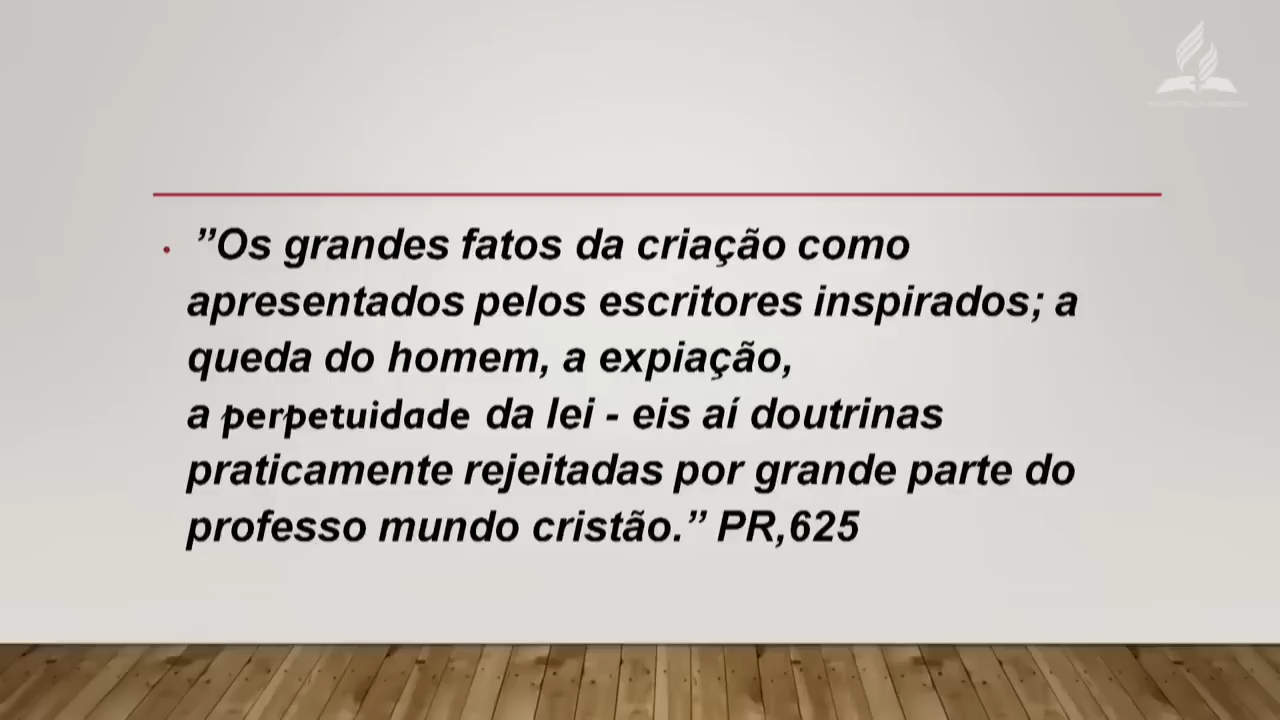 • ”Os grandes fatos da criação como
apresentados pelos escritores inspirados; a
queda do homem, a expiação,
a perpetuidade da lei - eis aí doutrinas
praticamente rejeitadas por grande parte do
professo mundo cristão.” PR,625